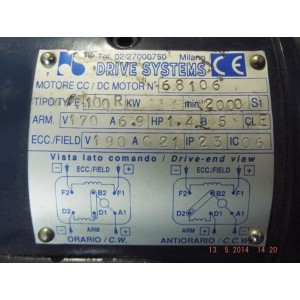 Tel. 02/27000750 Milano
DRIVE SYSTEMS CE
MOTORE CC / DC MOTOR N° 68106
TIPO/TYPE 100R KW min 2000 S1
ARM. V 170 A 6.9 HP 1.4 B 5 CL
ECC./FIELD V 190 A IP 23 IC 06
Vista lato comando / Drive-end view
- ECC./FIELD + - ECC./FIELD +
F2 B2 F1 F2 B2 F1
D2 D1 A1 D2 D1 A1
- ARM + - ARM +
ORARIO / C.W. ANTIORARIO / C.C.W.
13 5 2014 14 20